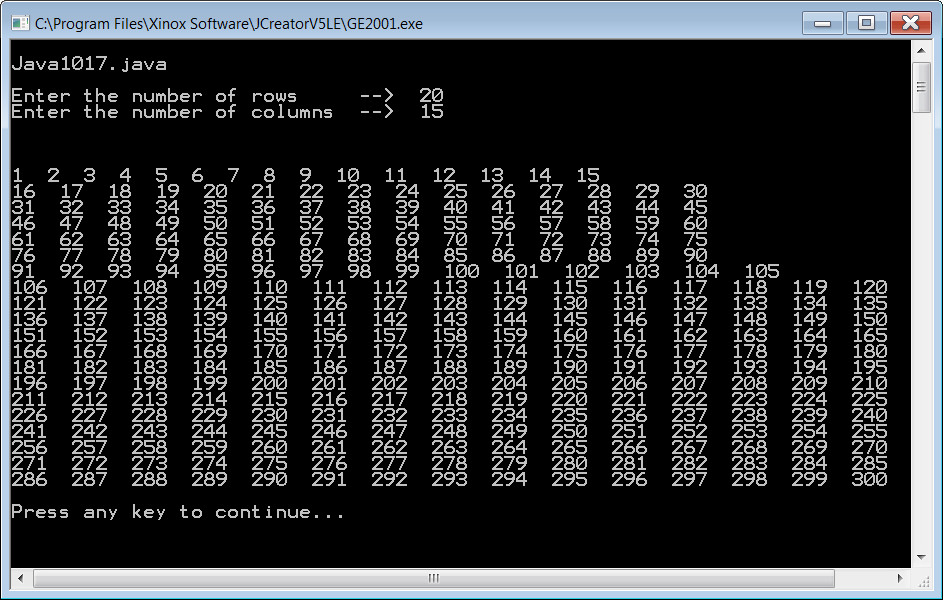 C:\Program Files\Xinox Software\JCreatorV5LE\GE2001.exe
Java1017.java
Enter the number of rows     -->  20
Enter the number of columns  -->  15
1  2  3  4  5  6  7  8  9  10  11  12  13  14  15
16  17  18  19  20  21  22  23  24  25  26  27  28  29  30
31  32  33  34  35  36  37  38  39  40  41  42  43  44  45
46  47  48  49  50  51  52  53  54  55  56  57  58  59  60
61  62  63  64  65  66  67  68  69  70  71  72  73  74  75
76  77  78  79  80  81  82  83  84  85  86  87  88  89  90
91  92  93  94  95  96  97  98  99  100  101  102  103  104  105
106  107  108  109  110  111  112  113  114  115  116  117  118  119  120
121  122  123  124  125  126  127  128  129  130  131  132  133  134  135
136  137  138  139  140  141  142  143  144  145  146  147  148  149  150
151  152  153  154  155  156  157  158  159  160  161  162  163  164  165
166  167  168  169  170  171  172  173  174  175  176  177  178  179  180
181  182  183  184  185  186  187  188  189  190  191  192  193  194  195
196  197  198  199  200  201  202  203  204  205  206  207  208  209  210
211  212  213  214  215  216  217  218  219  220  221  222  223  224  225
226  227  228  229  230  231  232  233  234  235  236  237  238  239  240
241  242  243  244  245  246  247  248  249  250  251  252  253  254  255
256  257  258  259  260  261  262  263  264  265  266  267  268  269  270
271  272  273  274  275  276  277  278  279  280  281  282  283  284  285
286  287  288  289  290  291  292  293  294  295  296  297  298  299  300
Press any key to continue...